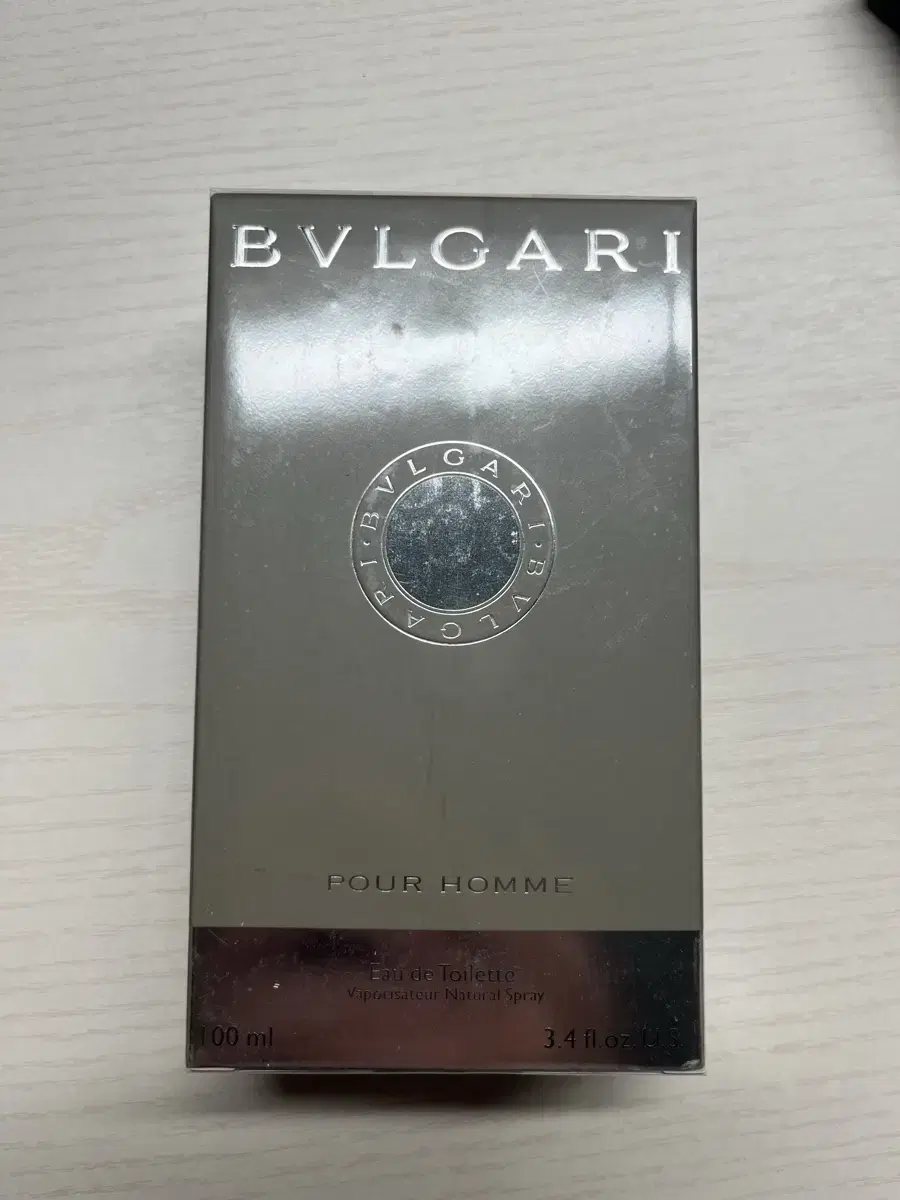 BVLGARI
BVLGARI · BVLGARI ·
POUR HOMME
Eau de Toilette
Vaporisateur Natural Spray
100 ml
3.4 fl.oz. U.S.